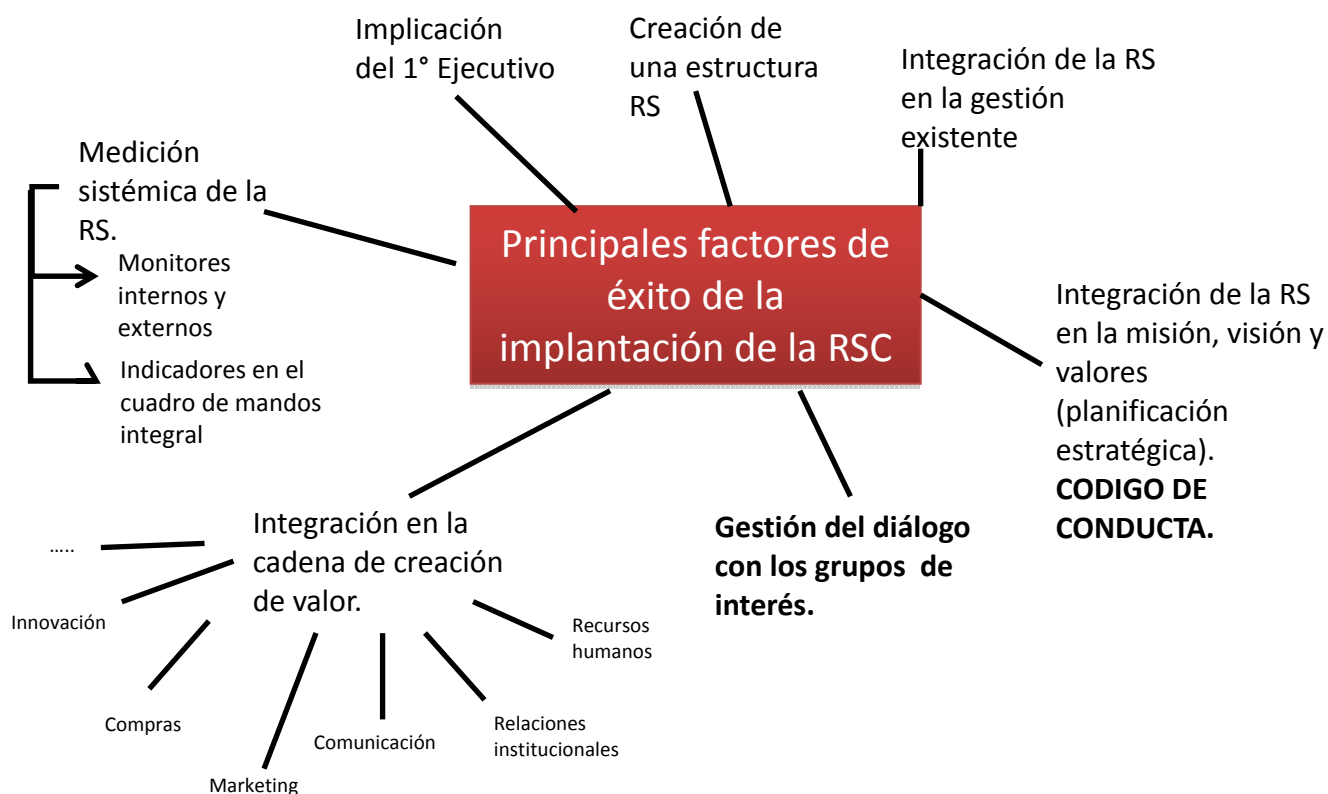 Implicación
del 1° Ejecutivo
Creación de
una estructura
RS
Integración de la RS
en la gestión
existente
Medición
sistémica de la
RS.
Monitores
internos y
externos
Indicadores en el
cuadro de mandos
integral
Principales factores de
éxito de la
implantación de la RSC
Integración de la RS
en la misión, visión y
valores
(planificación
estratégica).
CODIGO DE
CONDUCTA.
Gestión del diálogo
con los grupos de
interés.
Integración en la
cadena de creación
de valor.
.....
Innovación
Compras
Marketing
Comunicación
Relaciones
institucionales
Recursos
humanos